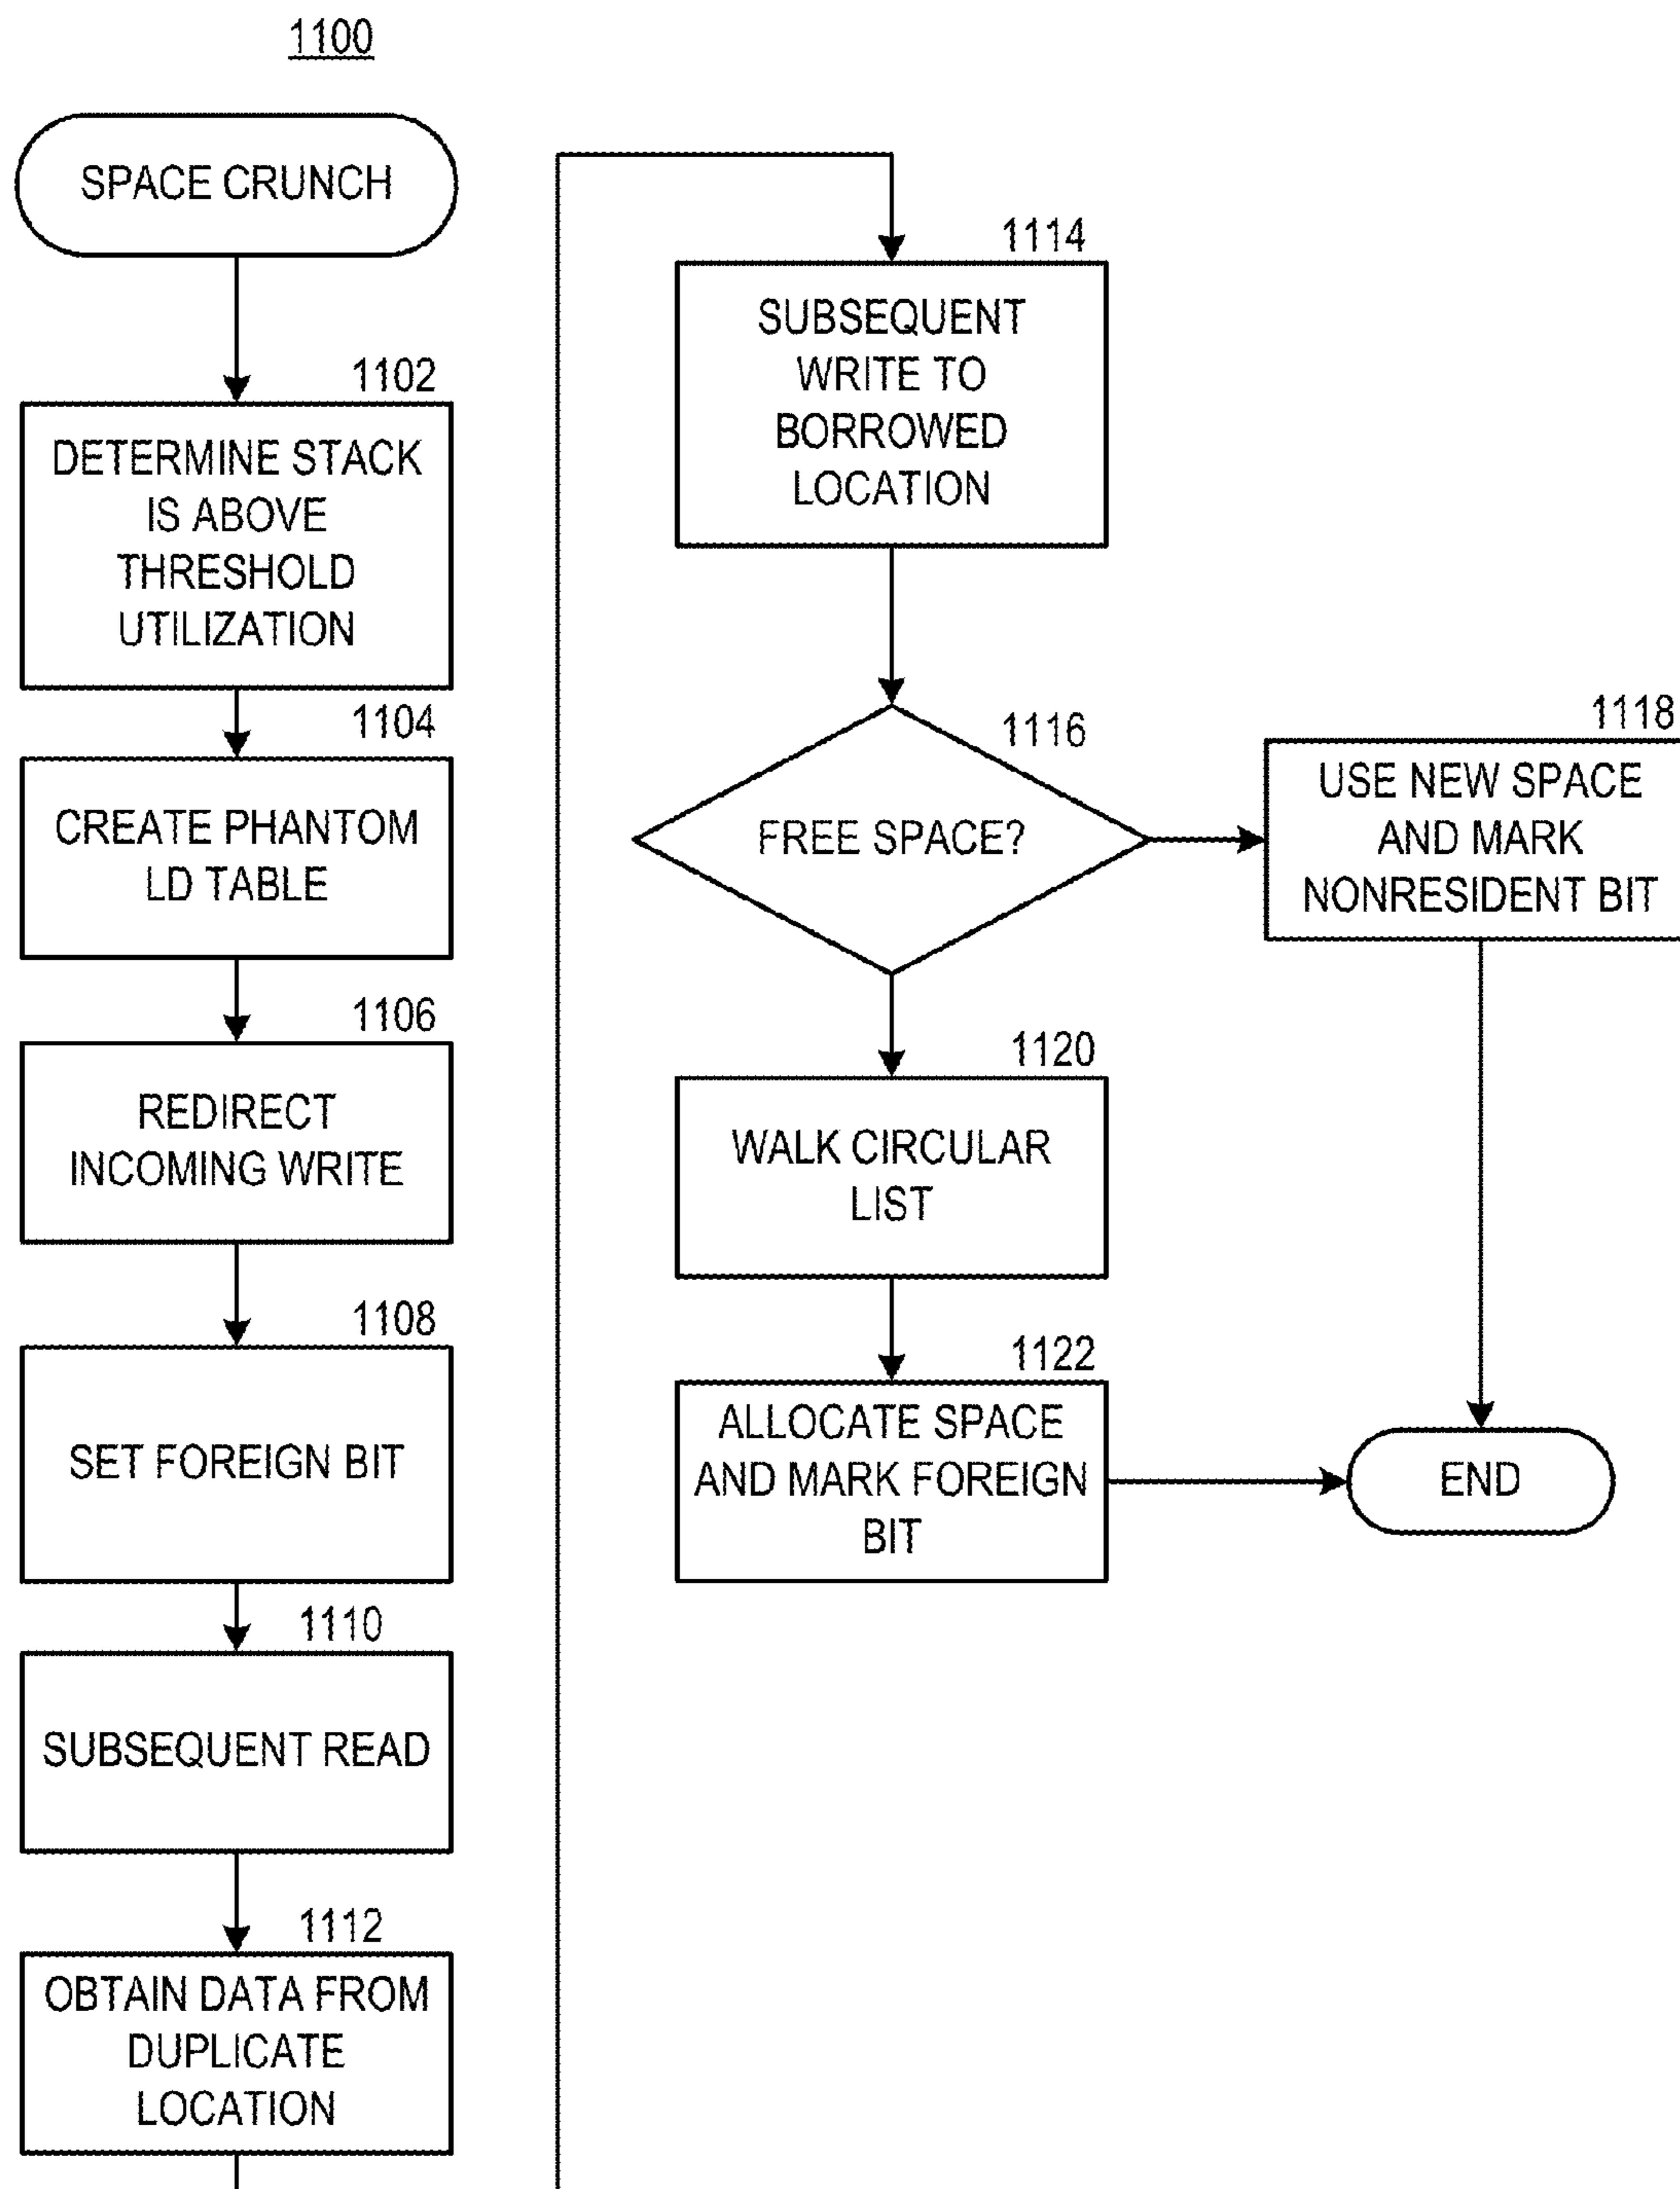 1100
SPACE CRUNCH
1102
DETERMINE STACK
IS ABOVE
THRESHOLD
UTILIZATION
1104
CREATE PHANTOM
LD TABLE
1106
REDIRECT
INCOMING WRITE
1108
SET FOREIGN BIT
1110
SUBSEQUENT READ
1112
OBTAIN DATA FROM
DUPLICATE
LOCATION
1114
SUBSEQUENT
WRITE TO
BORROWED
LOCATION
1116
FREE SPACE?
1118
USE NEW SPACE
AND MARK
NONRESIDENT BIT
1120
WALK CIRCULAR
LIST
1122
ALLOCATE SPACE
AND MARK FOREIGN
BIT
END